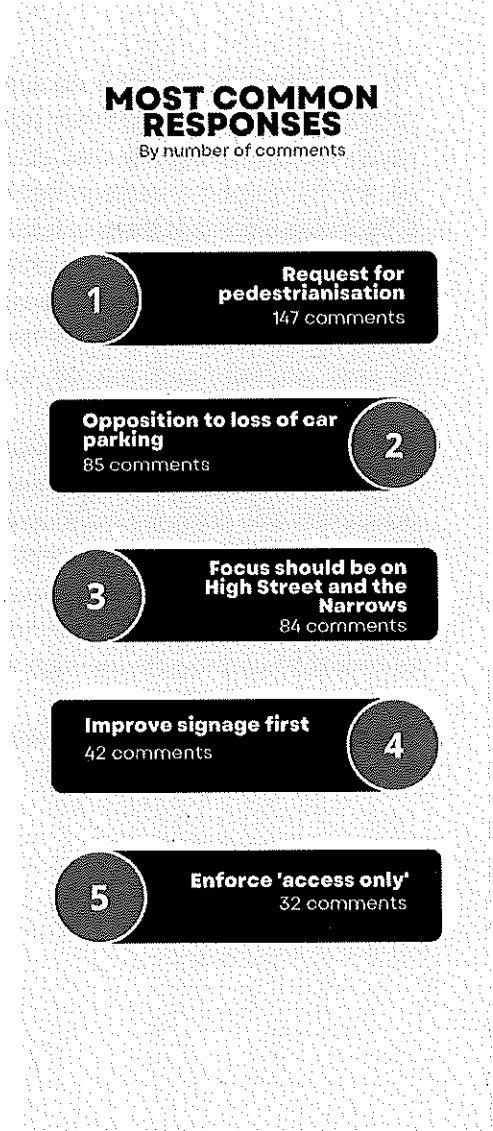 MOST COMMON
RESPONSES
By number of comments
1
Request for
pedestrianisation
147 comments
Opposition to loss of car
parking
85 comments
2
3
Focus should be on
High Street and the
Narrows
84 comments
Improve signage first
42 comments
4
5
Enforce 'access only'
32 comments